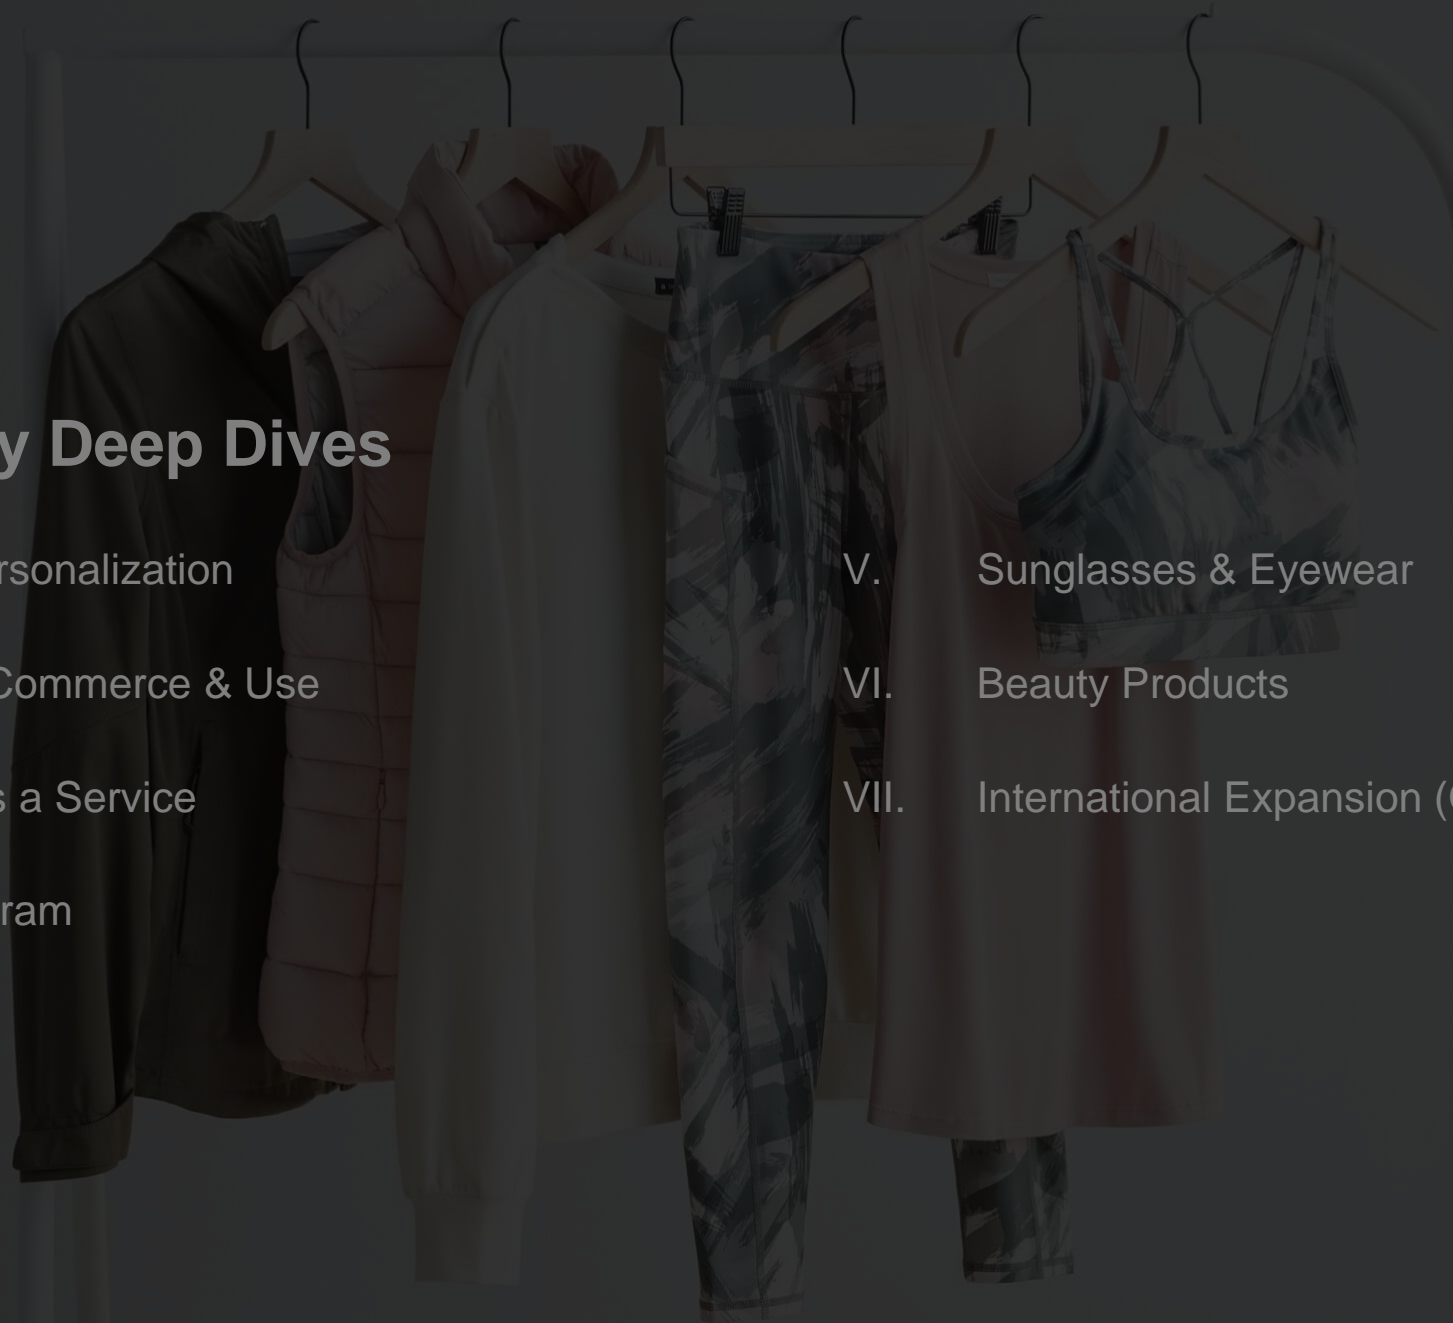 y Deep Dives
rsonalization
Commerce & Use
s a Service
ram
V. Sunglasses & Eyewear
VI. Beauty Products
VII. International Expansion (